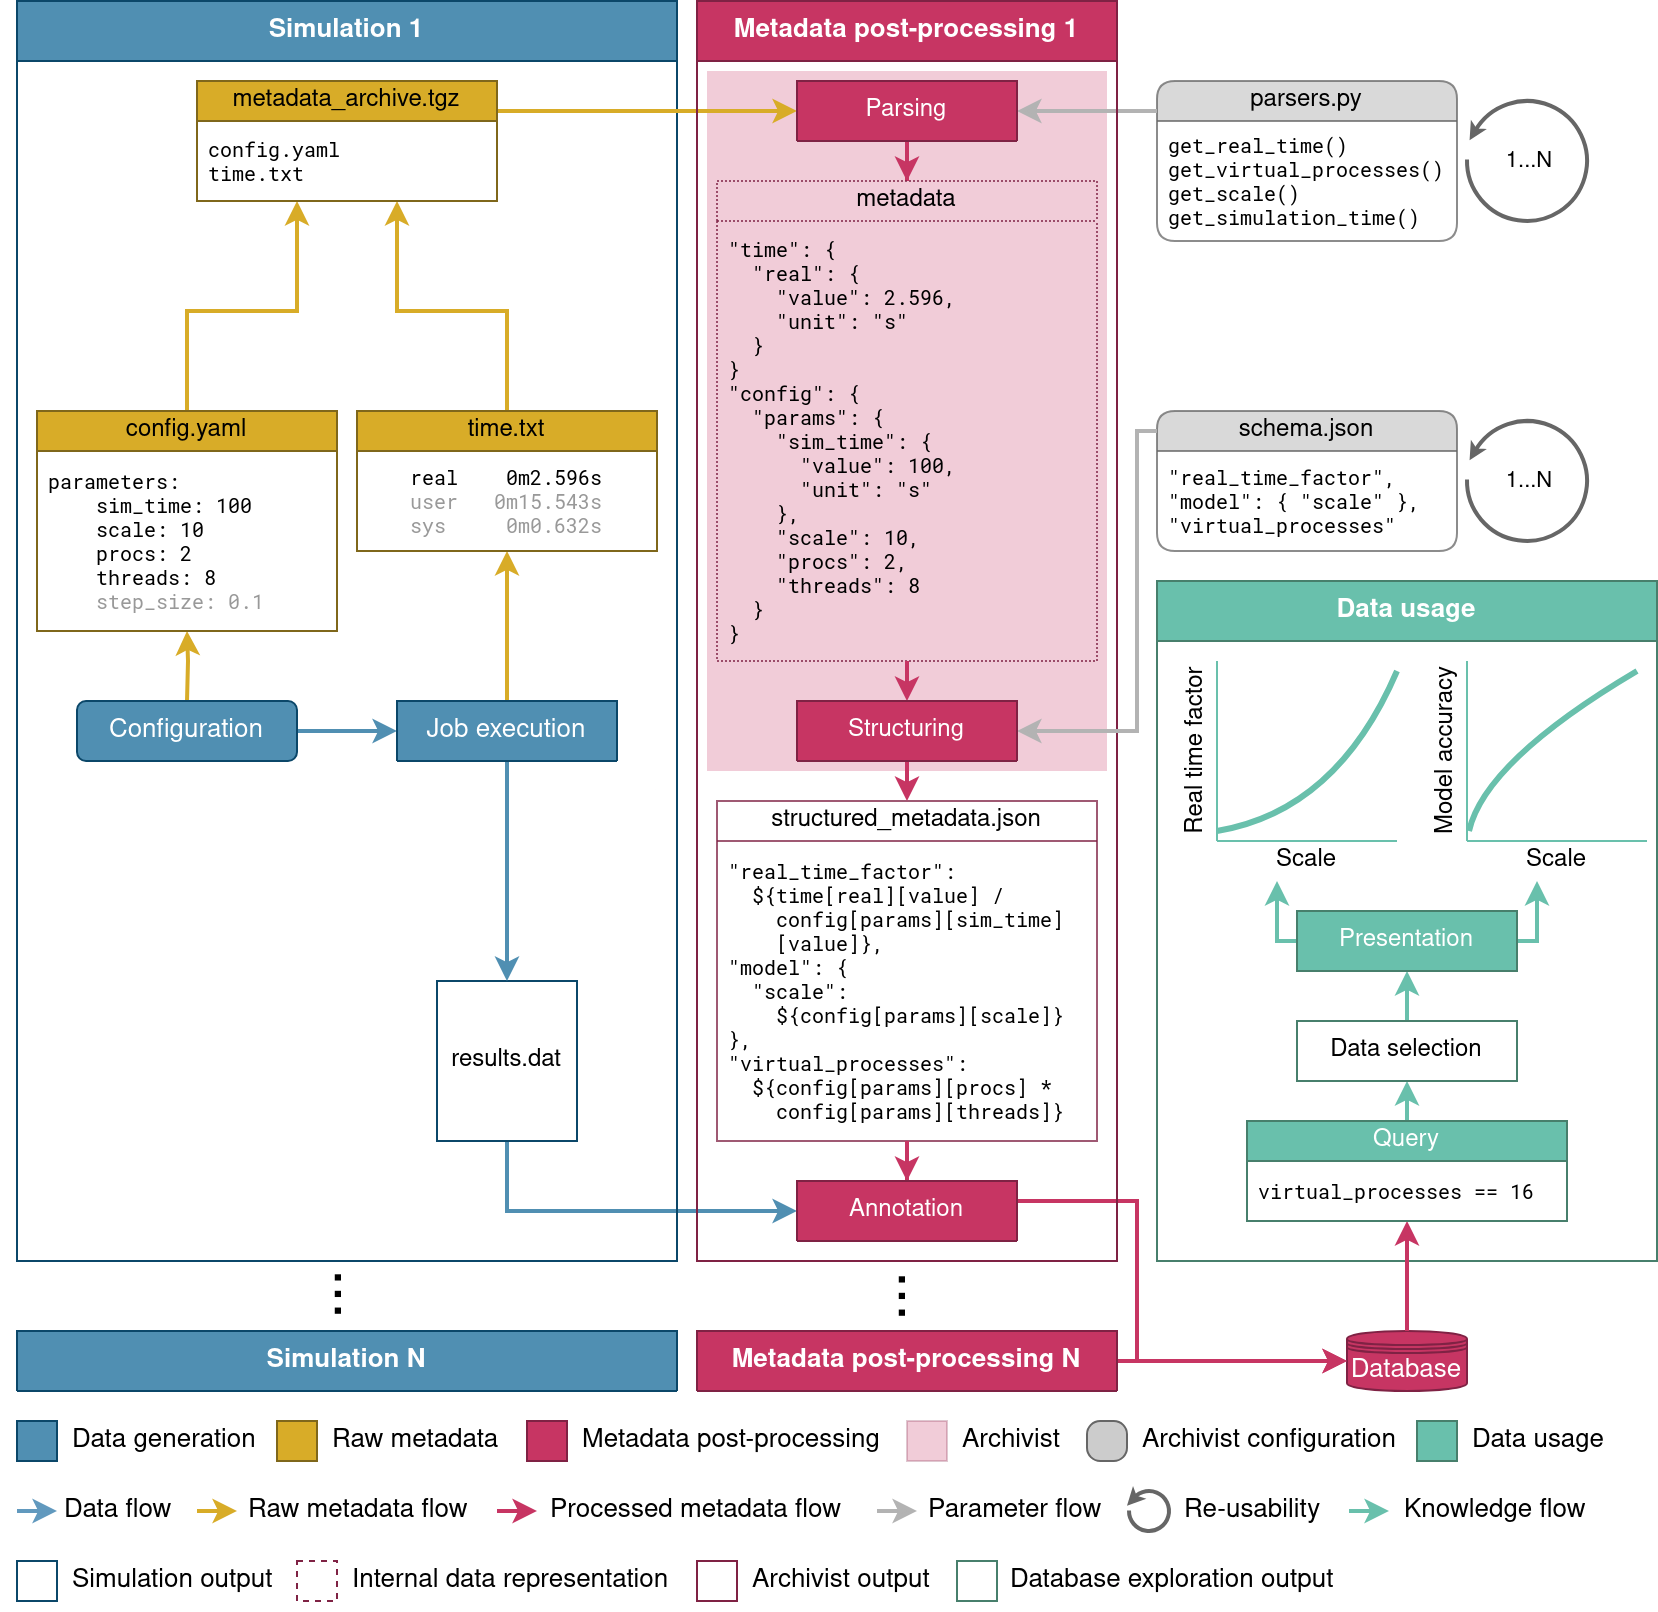 Simulation 1
metadata_archive.tgz
config.yaml
time.txt
config.yaml
parameters:
    sim_time: 100
    scale: 10
    procs: 2
    threads: 8
    step_size: 0.1
time.txt
real    0m2.596s
user   0m15.543s
sys     0m0.632s
Configuration
Job execution
results.dat
Simulation N
Metadata post-processing 1
Parsing
metadata
"time": {
  "real": {
    "value": 2.596,
    "unit": "s"
  }
}
"config": {
  "params": {
    "sim_time": {
      "value": 100,
      "unit": "s"
    },
    "scale": 10,
    "procs": 2,
    "threads": 8
  }
}
Structuring
structured_metadata.json
"real_time_factor":
  ${time[real][value] /
    config[params][sim_time]
    [value]},
"model": {
  "scale":
    ${config[params][scale]}
},
"virtual_processes":
  ${config[params][procs] *
    config[params][threads]}
Annotation
Metadata post-processing N
parsers.py
get_real_time()
get_virtual_processes()
get_scale()
get_simulation_time()
1...N
schema.json
"real_time_factor",
"model": { "scale" },
"virtual_processes"
1...N
Data usage
Real time factor
Scale
Model accuracy
Scale
Presentation
Data selection
Query
virtual_processes == 16
Database
Data generation
Raw metadata
Metadata post-processing
Archivist
Archivist configuration
Data usage
Data flow
Raw metadata flow
Processed metadata flow
Parameter flow
Re-usability
Knowledge flow
Simulation output
Internal data representation
Archivist output
Database exploration output